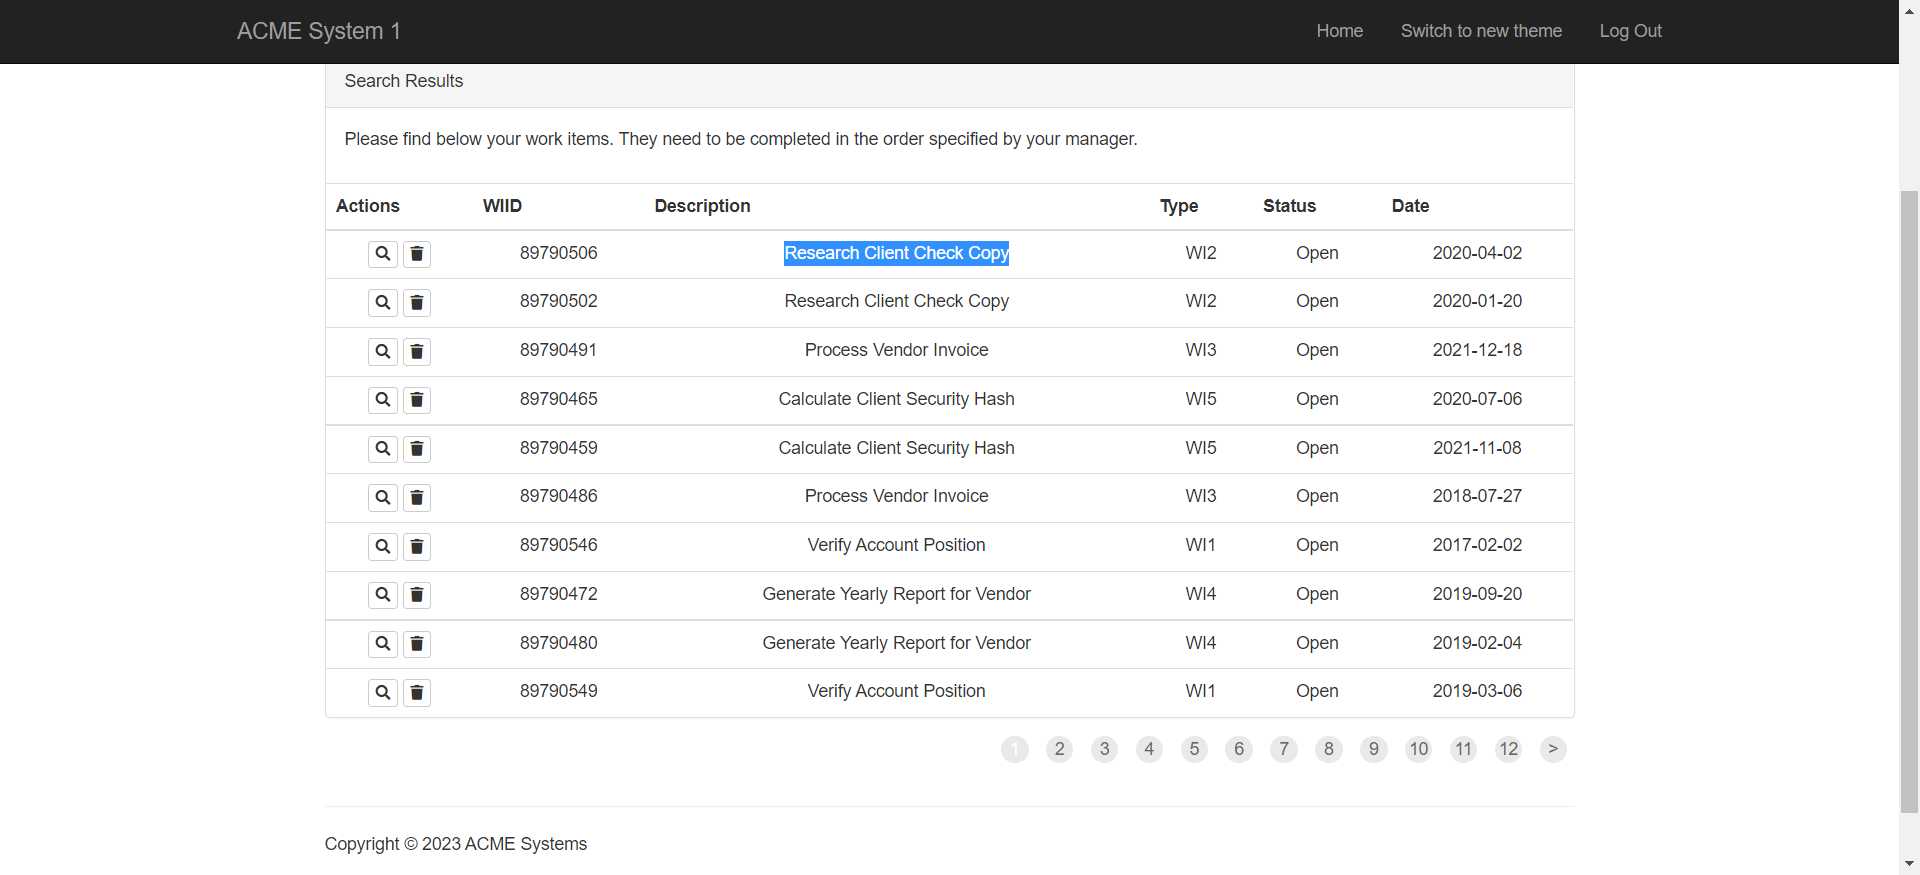 ACME System 1 Home Switch to new theme Log Out
Search Results
Please find below your work items. They need to be completed in the order specified by your manager.
Actions WIID Description Type Status Date
89790506 Research Client Check Copy WI2 Open 2020-04-02
89790502 Research Client Check Copy WI2 Open 2020-01-20
89790491 Process Vendor Invoice WI3 Open 2021-12-18
89790465 Calculate Client Security Hash WI5 Open 2020-07-06
89790459 Calculate Client Security Hash WI5 Open 2021-11-08
89790486 Process Vendor Invoice WI3 Open 2018-07-27
89790546 Verify Account Position WI1 Open 2017-02-02
89790472 Generate Yearly Report for Vendor WI4 Open 2019-09-20
89790480 Generate Yearly Report for Vendor WI4 Open 2019-02-04
89790549 Verify Account Position WI1 Open 2019-03-06
1 2 3 4 5 6 7 8 9 10 11 12 >
Copyright © 2023 ACME Systems